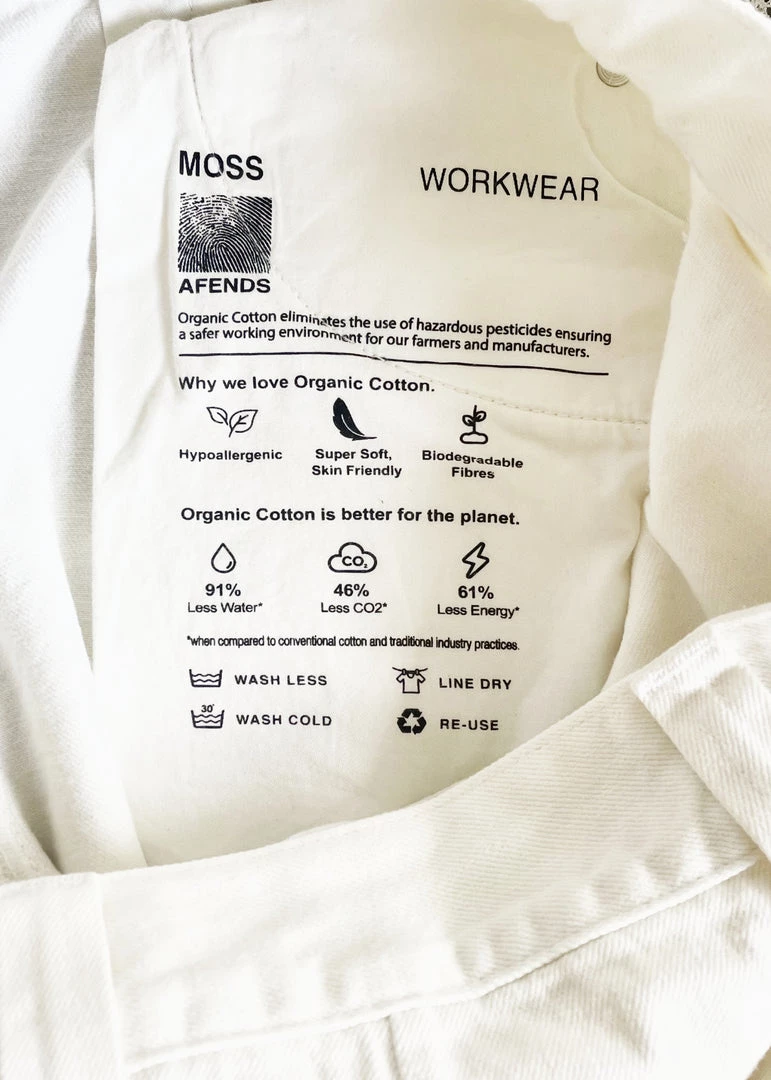 MOSS
WORKWEAR
AFENDS
Organic Cotton eliminates the use of hazardous pesticides ensuring
a safer working environment for our farmers and manufacturers.
Why we love Organic Cotton.
Hypoallergenic
Super Soft,
Skin Friendly
Biodegradable
Fibres
Organic Cotton is better for the planet.
CO₂
91%
Less Water*
46%
Less CO2*
61%
Less Energy*
*when compared to conventional cotton and traditional industry practices.
WASH LESS
LINE DRY
30°
WASH COLD
RE-USE